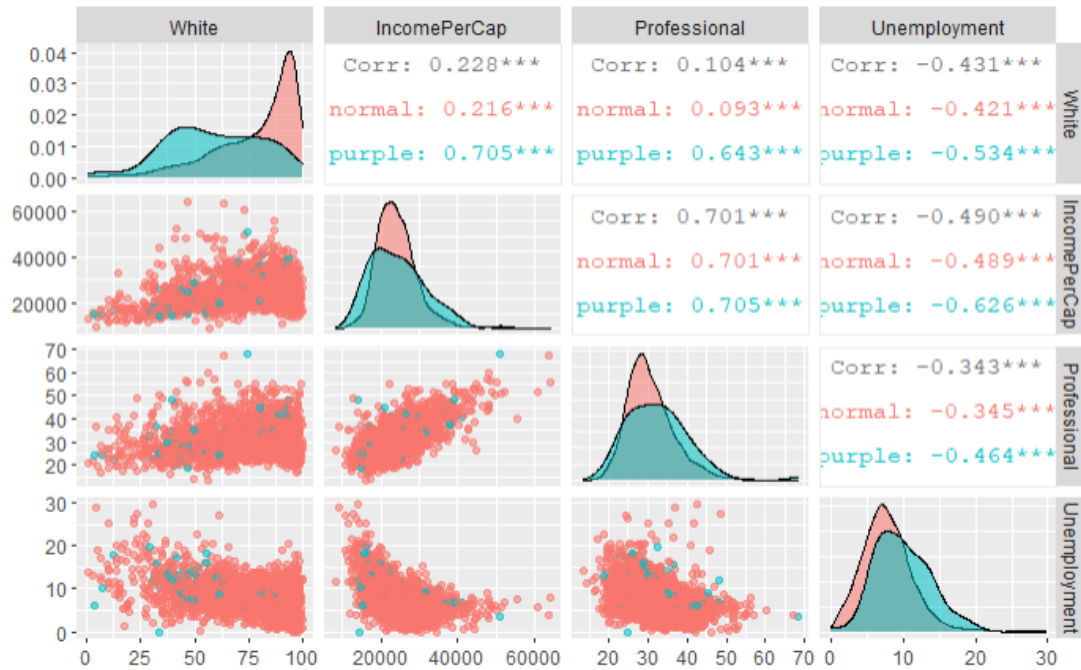 White IncomePerCap Professional Unemployment
0.04
0.03
0.02
0.01
0.00
Corr: 0.228***
normal: 0.216***
purple: 0.705***
Corr: 0.104***
normal: 0.093***
purple: 0.643***
Corr: -0.431***
normal: -0.421***
purple: -0.534***
White
60000
40000
20000
Corr: 0.701***
normal: 0.701***
purple: 0.705***
Corr: -0.490***
normal: -0.489***
purple: -0.626***
IncomePerCap
70
60
50
40
30
20
Corr: -0.343***
normal: -0.345***
purple: -0.464***
Professional
30
20
10
0
Unemployment
0 25 50 75 100
20000 40000 60000
20 30 40 50 60 70
0 10 20 30